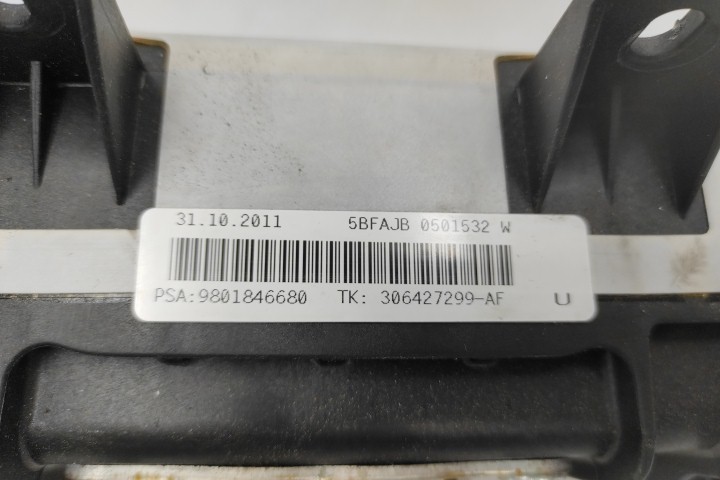 31.10.2011 5BFAJB 0501532 W
PSA:9801846680 TK: 306427299-AF U